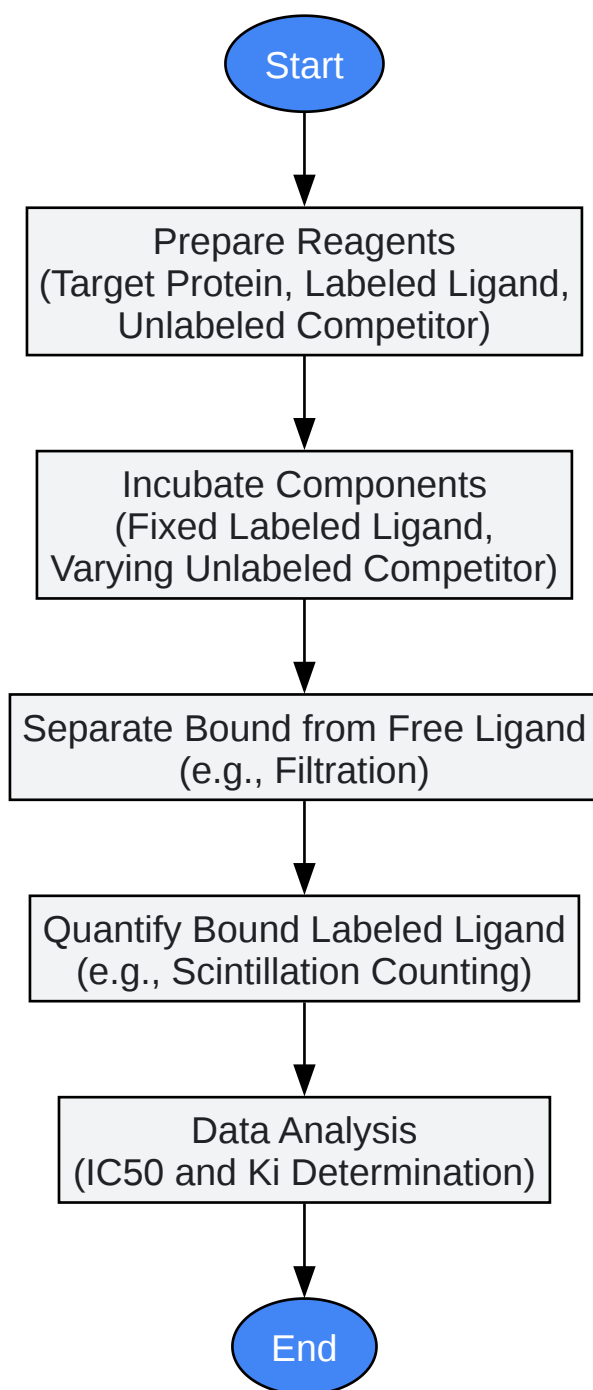 Start
Prepare Reagents
(Target Protein, Labeled Ligand,
Unlabeled Competitor)
Incubate Components
(Fixed Labeled Ligand,
Varying Unlabeled Competitor)
Separate Bound from Free Ligand
(e.g., Filtration)
Quantify Bound Labeled Ligand
(e.g., Scintillation Counting)
Data Analysis
(IC50 and Ki Determination)
End